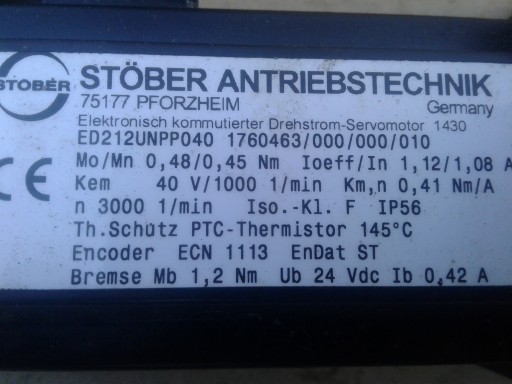 STÖBER
STÖBER ANTRIEBSTECHNIK
75177 PFORZHEIM Germany
Elektronisch kommutierter Drehstrom-Servomotor 1430
ED212UNPP040 1760463/000/000/010
Mo/Mn 0,48/0,45 Nm Ioeff/In 1,12/1,08 A
Kem 40 V/1000 1/min Km,n 0,41 Nm/A
n 3000 1/min Iso.-Kl. F IP56
Th.Schutz PTC-Thermistor 145°C
Encoder ECN 1113 EnDat ST
Bremse Mb 1,2 Nm Ub 24 Vdc Ib 0,42 A
CE